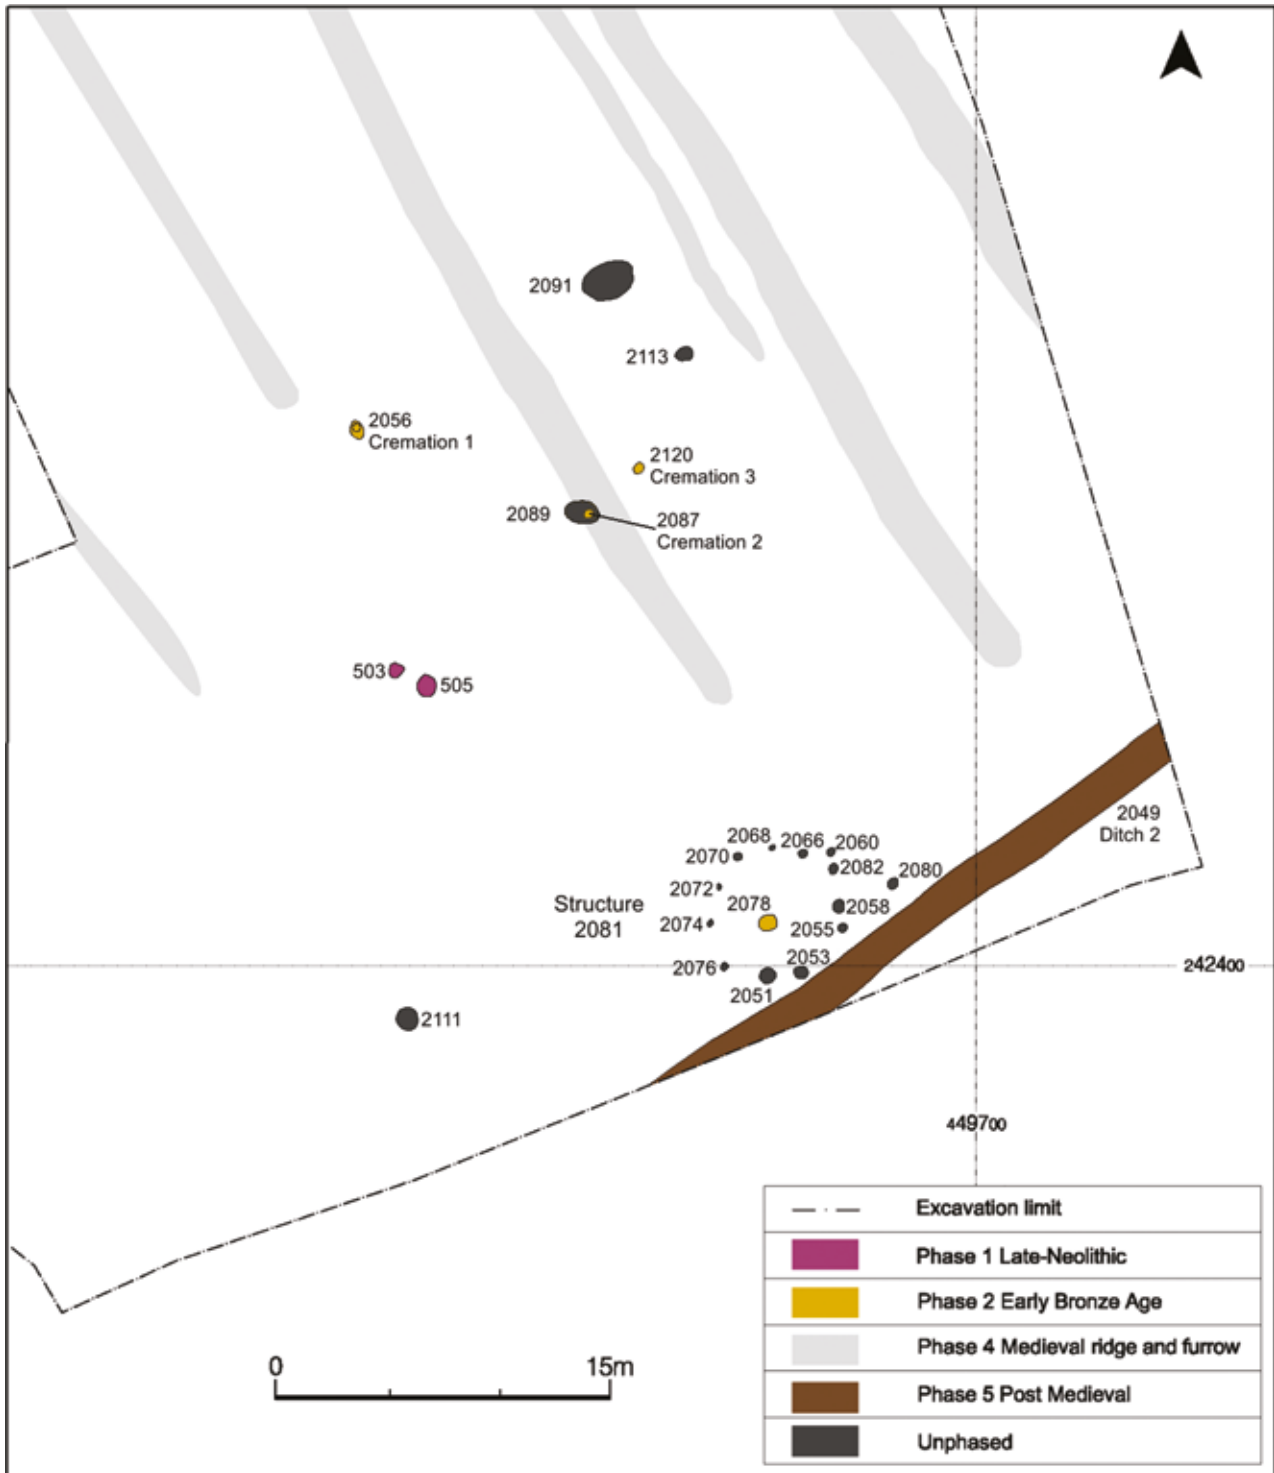 2091
2113
2056
Cremation 1
2120
Cremation 3
2089
2087
Cremation 2
503
505
2049
Ditch 2
2068
2066
2060
2070
2082
2080
2072
2078
2058
Structure
2081
2074
2055
2053
2076
2051
242400
2111
449700
0
15m
Excavation limit
Phase 1 Late-Neolithic
Phase 2 Early Bronze Age
Phase 4 Medieval ridge and furrow
Phase 5 Post Medieval
Unphased